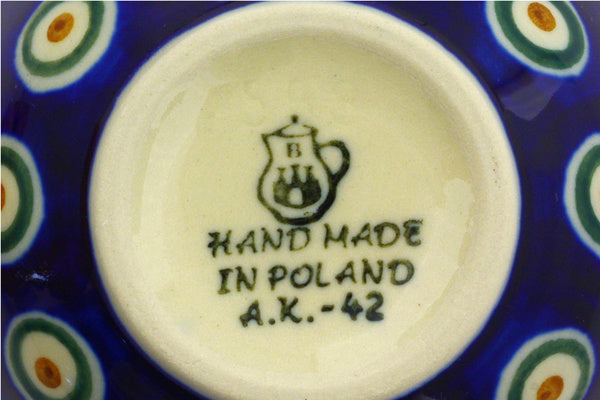 B
HAND MADE
IN POLAND
A.K.-42